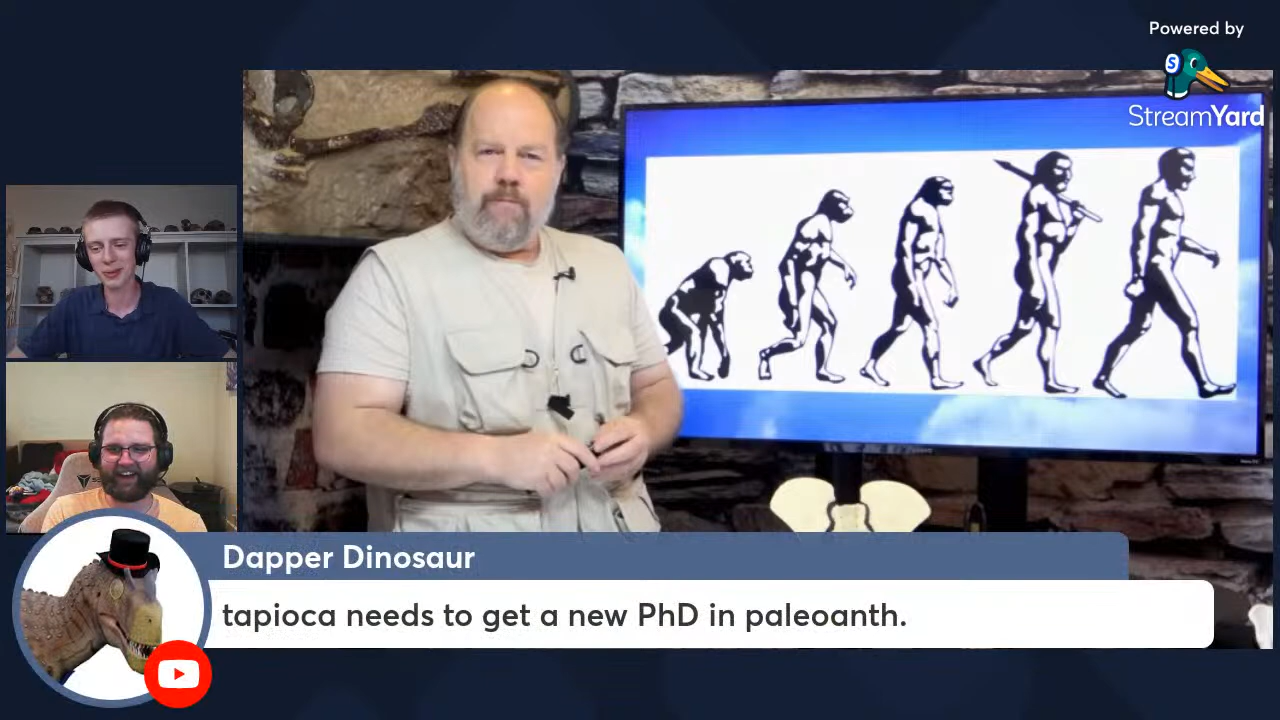 Powered by
S
StreamYard
Dapper Dinosaur
tapioca needs to get a new PhD in paleoanth.